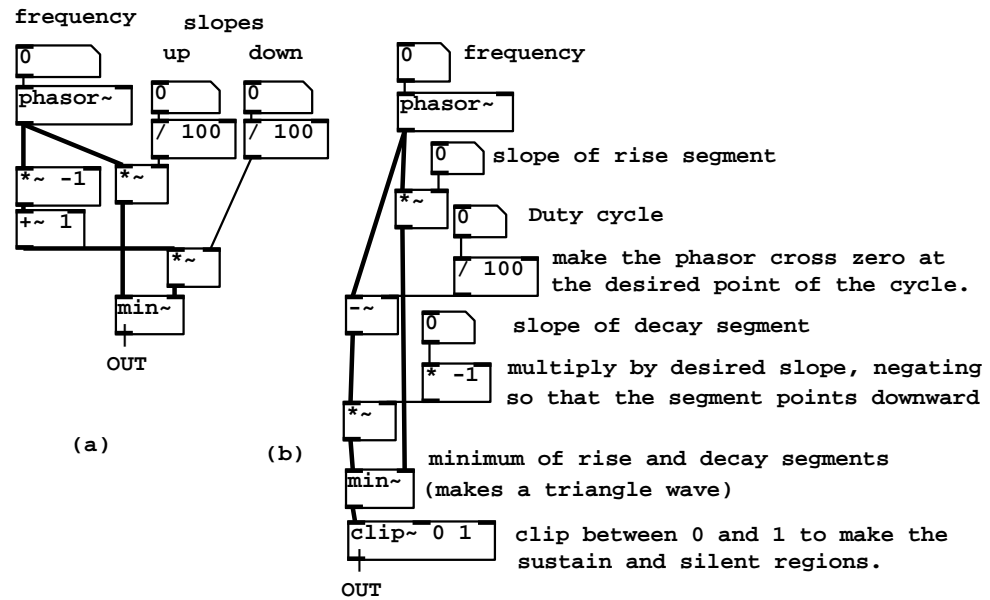 frequency
slopes
up
down
0
0
0
phasor~
/ 100
/ 100
*~ -1
*~
+~ 1
*~
min~
OUT
(a)
frequency
0
phasor~
0
slope of rise segment
*~
0
Duty cycle
/ 100
make the phasor cross zero at
the desired point of the cycle.
-~
0
slope of decay segment
* -1
multiply by desired slope, negating
so that the segment points downward
*~
(b)
minimum of rise and decay segments
min~
(makes a triangle wave)
clip~ 0 1
clip between 0 and 1 to make the
sustain and silent regions.
OUT